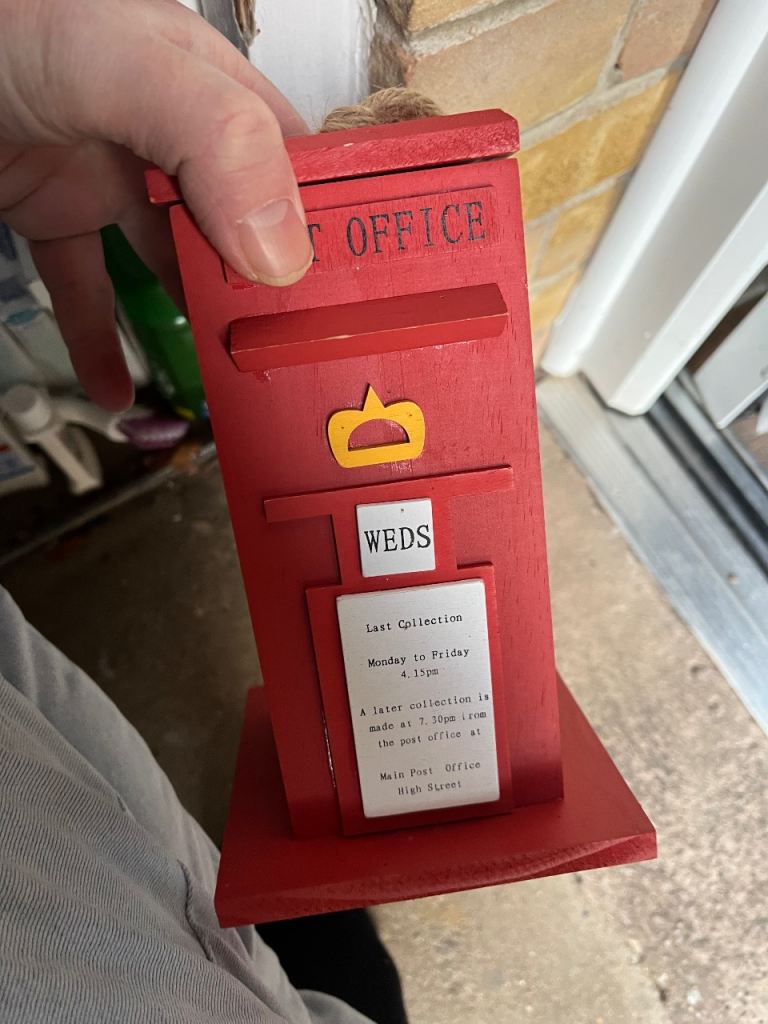 T OFFICE
WEDS
Last Collection
Monday to Friday
4.15pm
A later collection is
made at 7.30pm from
the post office at
Main Post Office
High Street